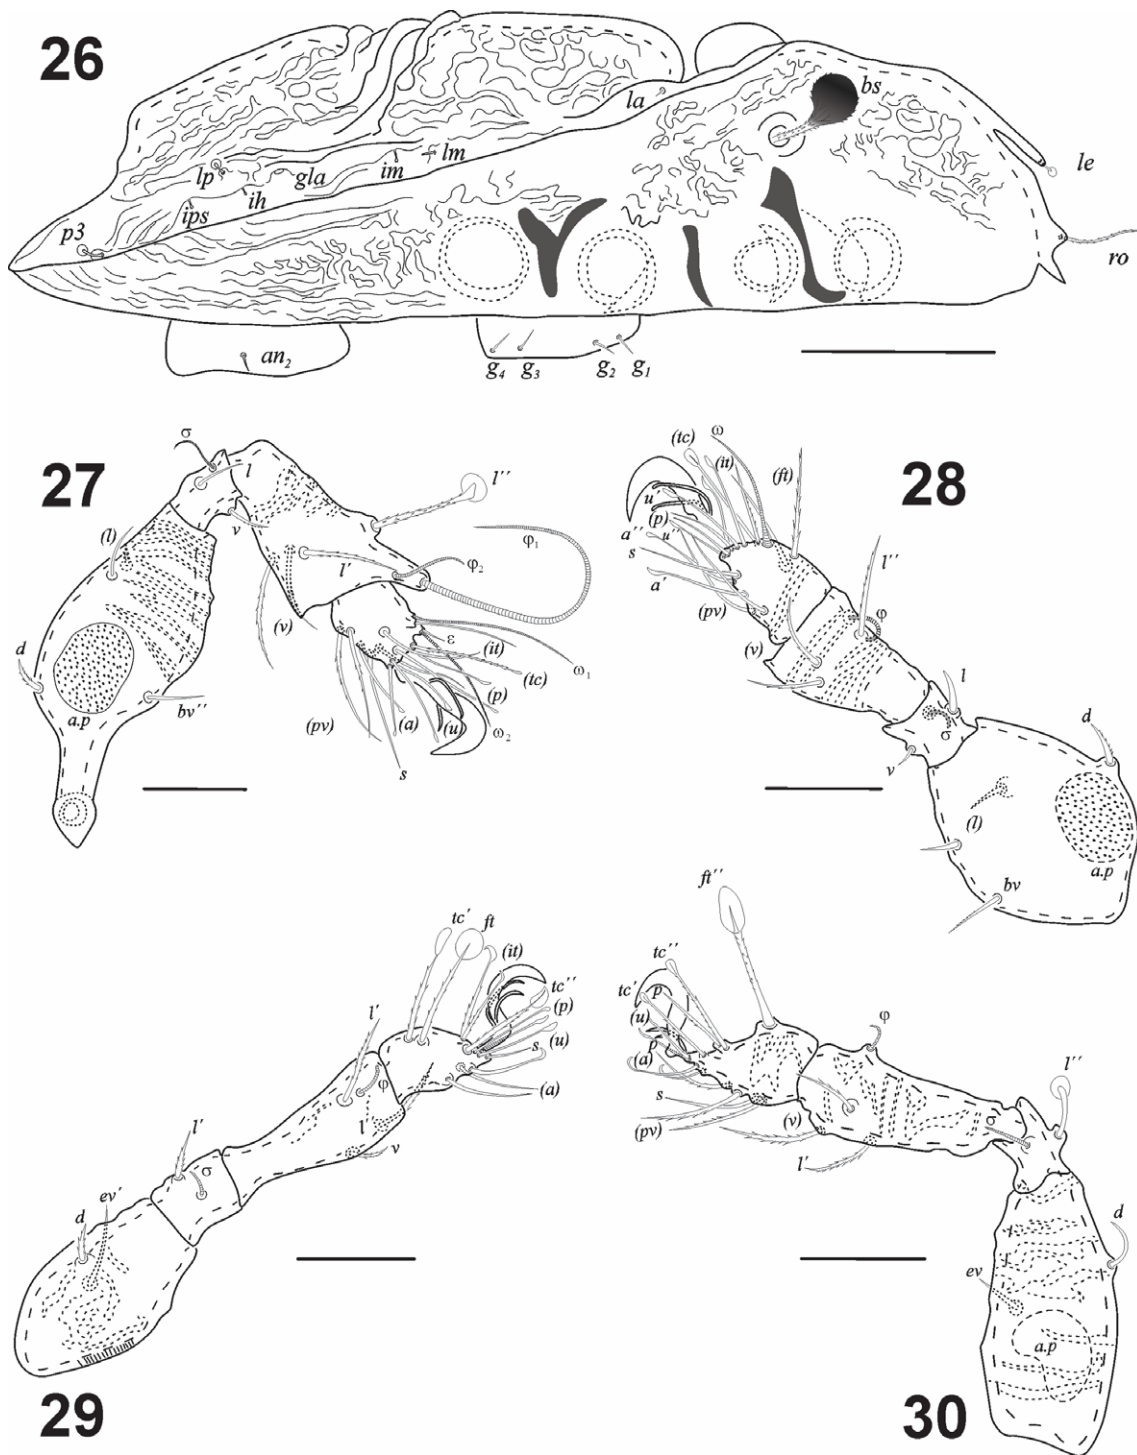 26
bs
la
le
lm
im
gla
lp
ih
ips
p3
ro
an2
g4 g3 g2 g1
27
σ
l
l''
(l)
v
φ1
φ2
l'
(v)
ε
(it)
ω1
(tc)
d
(p)
bv''
a.p
(a)
(u)
ω2
(pv)
s
28
ω
(tc)
(it)
(ft)
u'
(p)
a''
u''
s
l''
a'
φ
(pv)
(v)
l
d
σ
v
(l)
a.p
bv
29
tc'
ft
(it)
tc''
(p)
l'
(u)
s
φ
(a)
l'
l'
v
σ
ev'
d
30
ft''
tc''
tc'
p
φ
(u)
p
l''
(a)
s
(v)
σ
(pv)
l'
d
ev
a.p